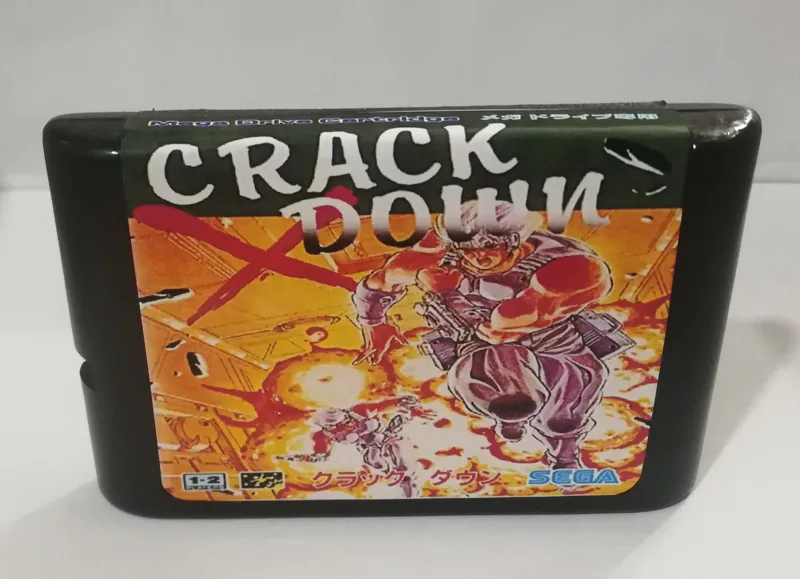 Mega Drive Cartridge メガドライブ専用
CRACK
DOWN
1-2
PLAYERS
クラック ダウン SEGA